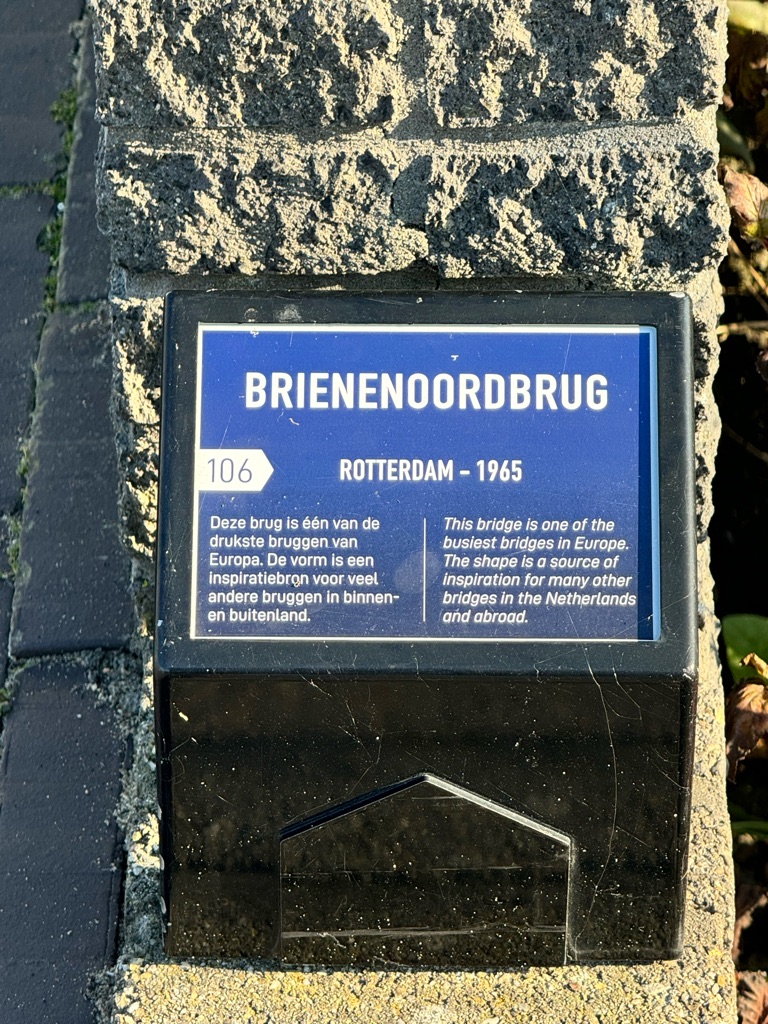 BRIENENOORDBRUG
106
ROTTERDAM - 1965
Deze brug is één van de
drukste bruggen van
Europa. De vorm is een
inspiratiebron voor veel
andere bruggen in binnen-
en buitenland.
This bridge is one of the
busiest bridges in Europe.
The shape is a source of
inspiration for many other
bridges in the Netherlands
and abroad.